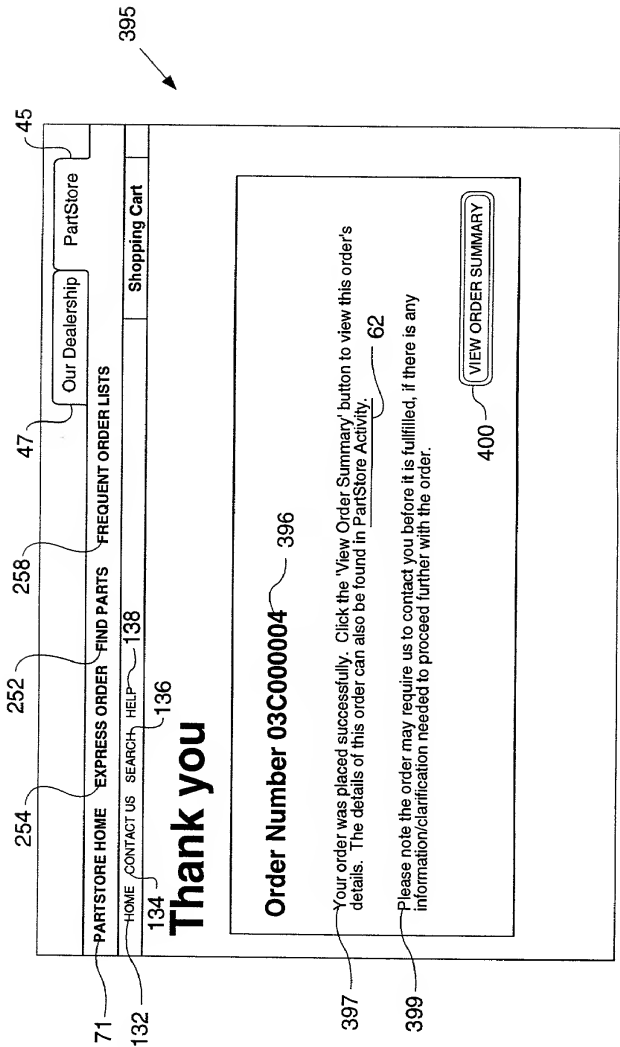 395
47
45
Our Dealership PartStore
254 252 258
71 PARTSTORE HOME EXPRESS ORDER FIND PARTS FREQUENT ORDER LISTS
132 HOME CONTACT US SEARCH HELP 138 Shopping Cart
134 136
Thank you
Order Number 03C000004 396
397 Your order was placed successfully. Click the 'View Order Summary' button to view this order's
details. The details of this order can also be found in PartStore Activity. 62
399 Please note the order may require us to contact you before it is fullfilled, if there is any
information/clarification needed to proceed further with the order.
400 VIEW ORDER SUMMARY